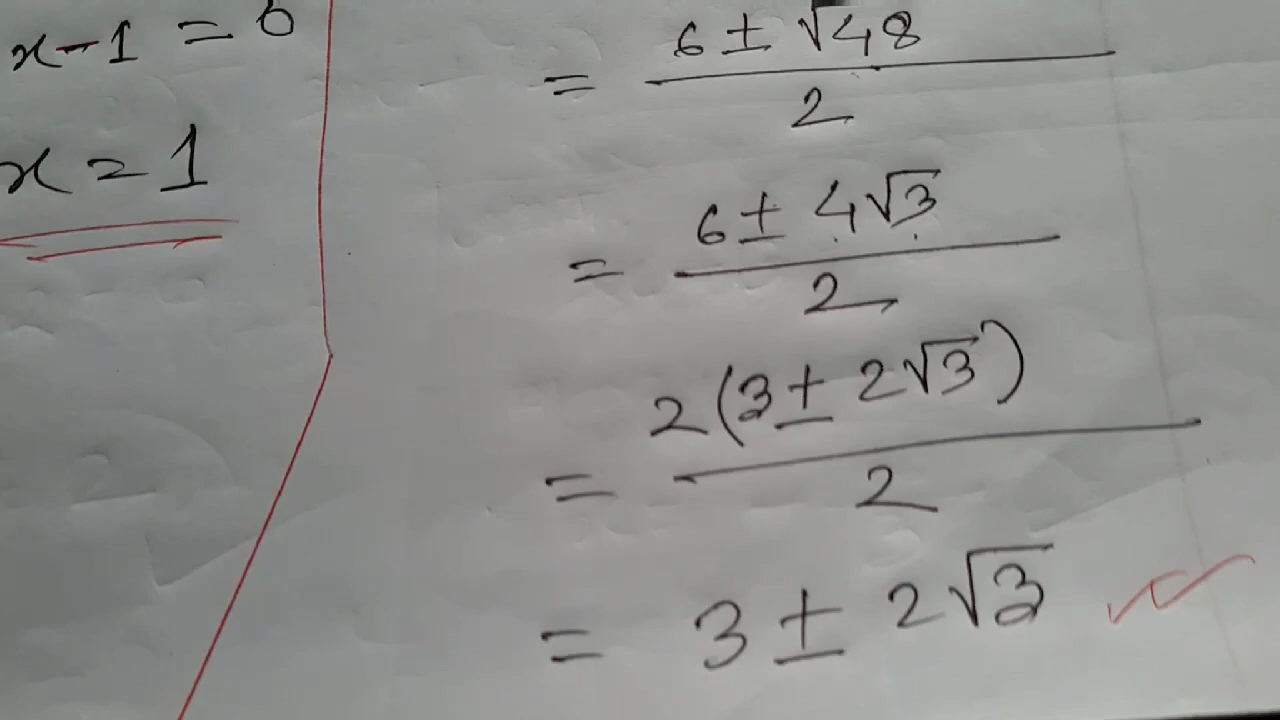 x-1 = 0
x = 1
= (6 ± √48)/2
= (6 ± 4√3)/2
= 2(3 ± 2√3)/2
= 3 ± 2√3 ✓